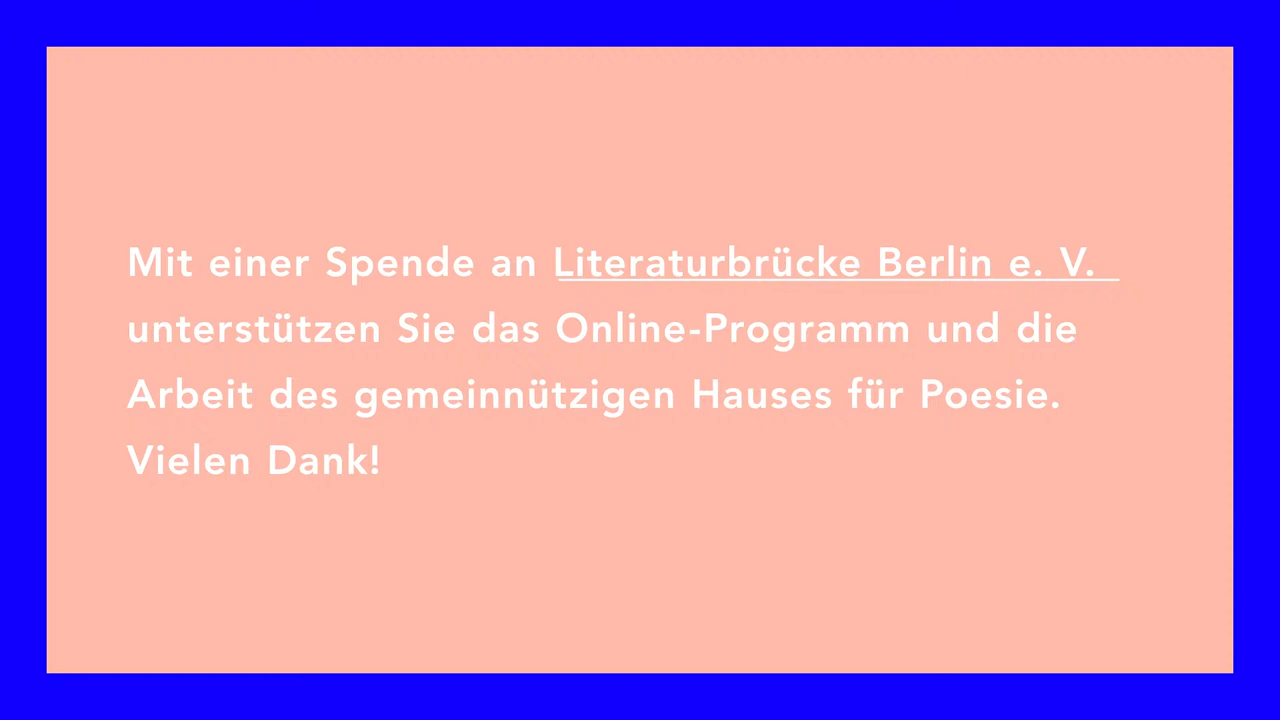 Mit einer Spende an Literaturbrücke Berlin e. V.
unterstützen Sie das Online-Programm und die
Arbeit des gemeinnützigen Hauses für Poesie.
Vielen Dank!